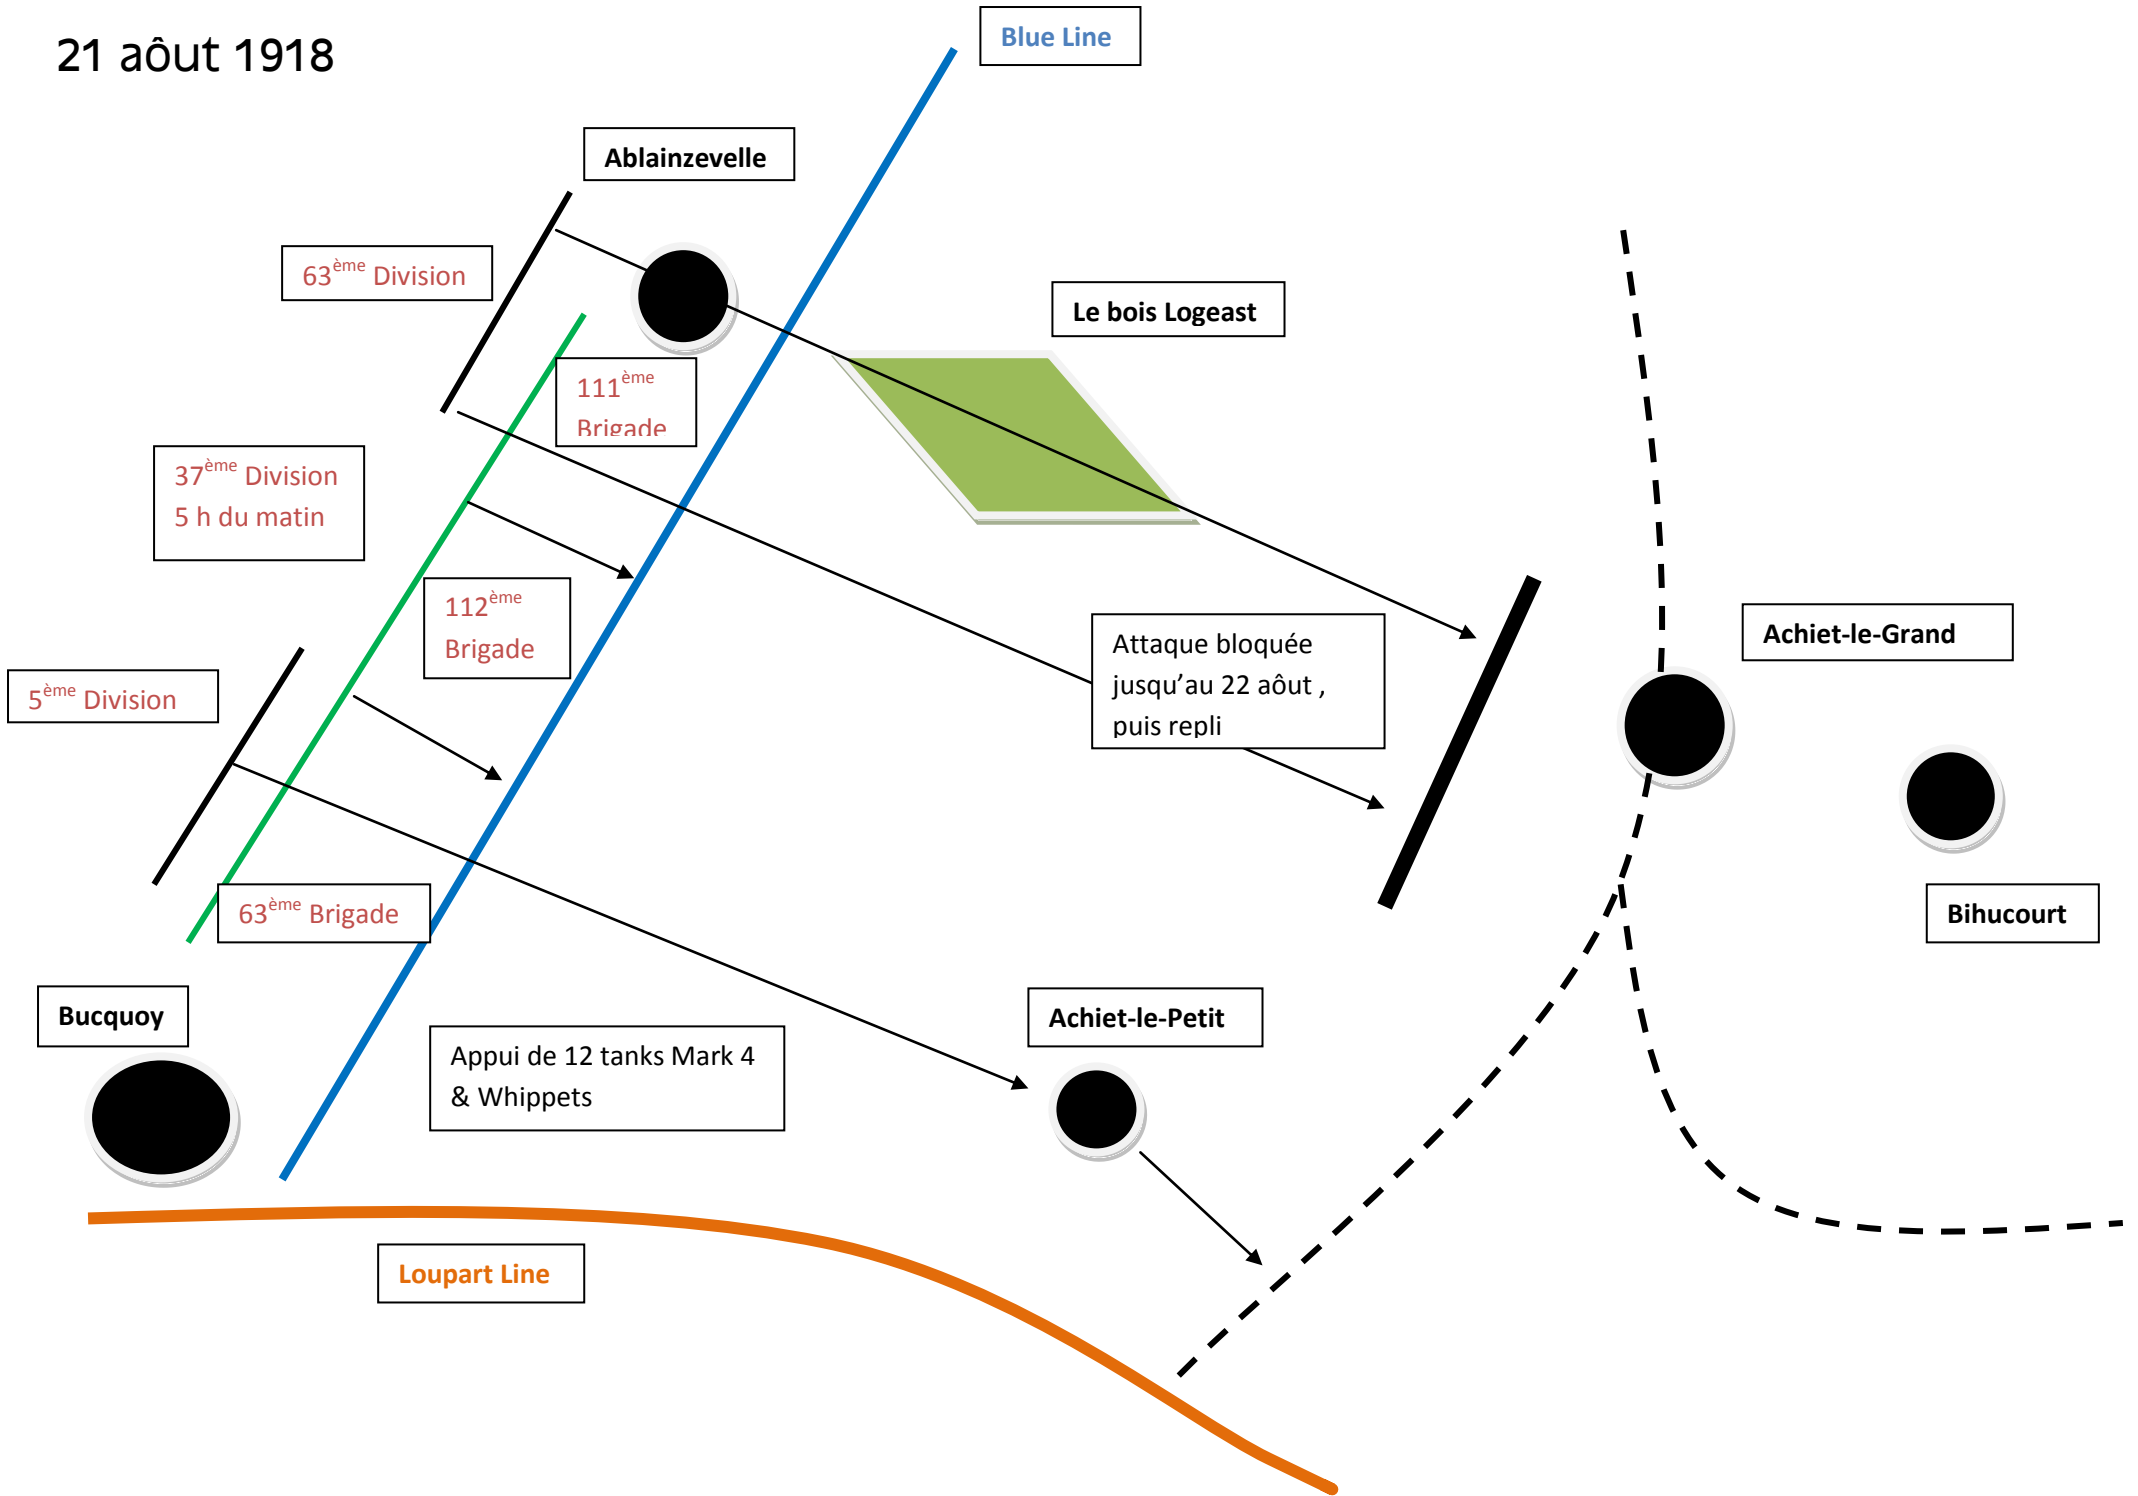 21 aôut 1918
Blue Line
Ablainzevelle
63ème Division
Le bois Logeast
111ème
Brigade
37ème Division
5 h du matin
112ème
Brigade
Attaque bloquée
jusqu’au 22 aôut ,
puis repli
Achiet-le-Grand
5ème Division
63ème Brigade
Bihucourt
Bucquoy
Achiet-le-Petit
Appui de 12 tanks Mark 4
& Whippets
Loupart Line